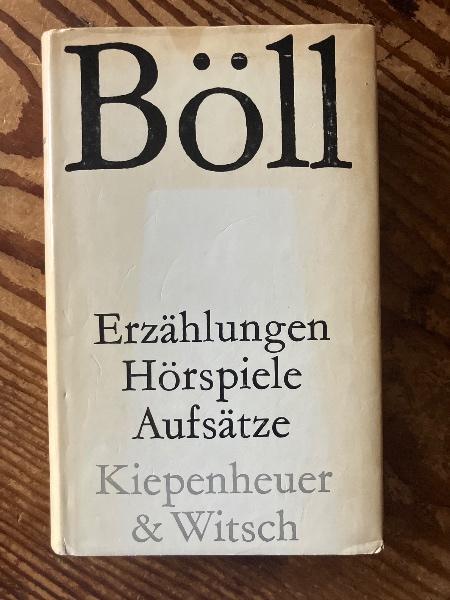 Böll
Erzählungen
Hörspiele
Aufsätze
Kiepenheuer
& Witsch